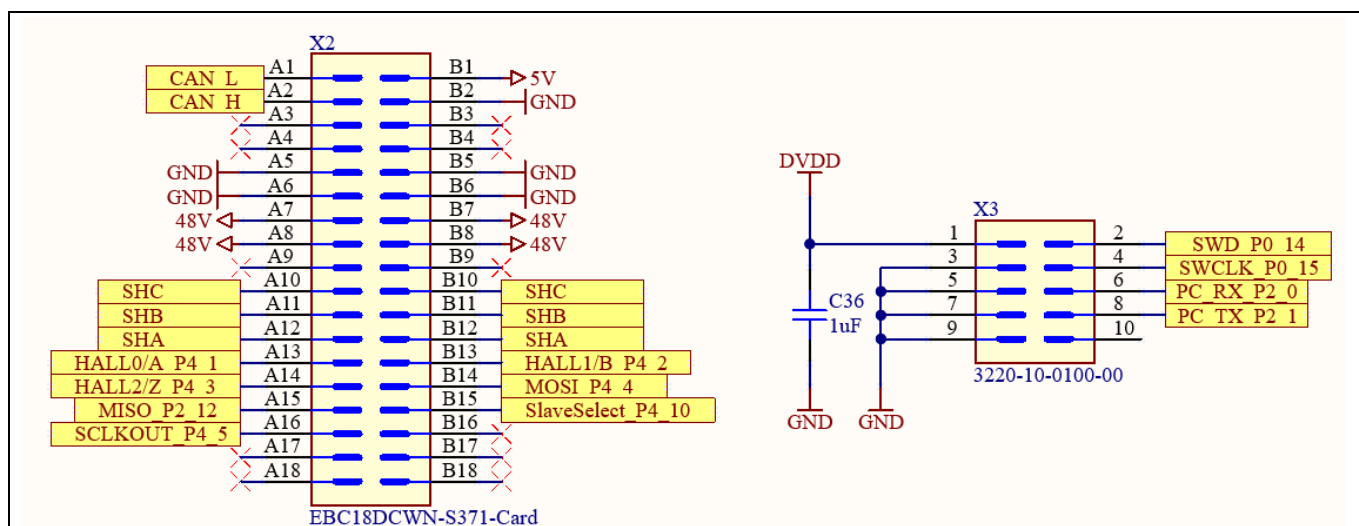 X2
CAN_L A1 B1 5V
CAN_H A2 B2 GND
A3 B3
A4 B4
GND A5 B5 GND
GND A6 B6 GND
48V A7 B7 48V
48V A8 B8 48V
A9 B9
SHC A10 B10 SHC
SHB A11 B11 SHB
SHA A12 B12 SHA
HALL0/A_P4_1 A13 B13 HALL1/B_P4_2
HALL2/Z_P4_3 A14 B14 MOSI_P4_4
MISO_P2_12 A15 B15 SlaveSelect_P4_10
SCLKOUT_P4_5 A16 B16
A17 B17
A18 B18
EBC18DCWN-S371-Card
DVDD
X3
1 2 SWD_P0_14
3 4 SWCLK_P0_15
5 6 PC_RX_P2_0
7 8 PC_TX_P2_1
9 10
3220-10-0100-00
C36
1uF
GND GND